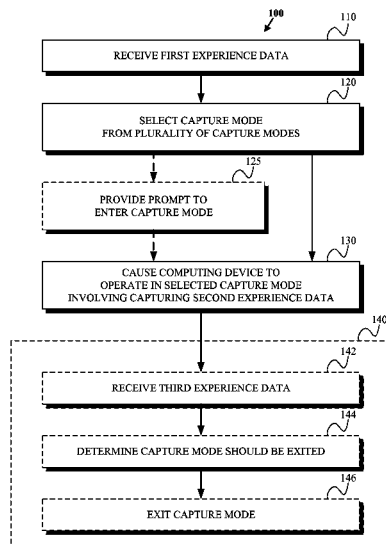 100
110
RECEIVE FIRST EXPERIENCE DATA
120
SELECT CAPTURE MODE
FROM PLURALITY OF CAPTURE MODES
125
PROVIDE PROMPT TO
ENTER CAPTURE MODE
130
CAUSE COMPUTING DEVICE TO
OPERATE IN SELECTED CAPTURE MODE
INVOLVING CAPTURING SECOND EXPERIENCE DATA
140
142
RECEIVE THIRD EXPERIENCE DATA
144
DETERMINE CAPTURE MODE SHOULD BE EXITED
146
EXIT CAPTURE MODE